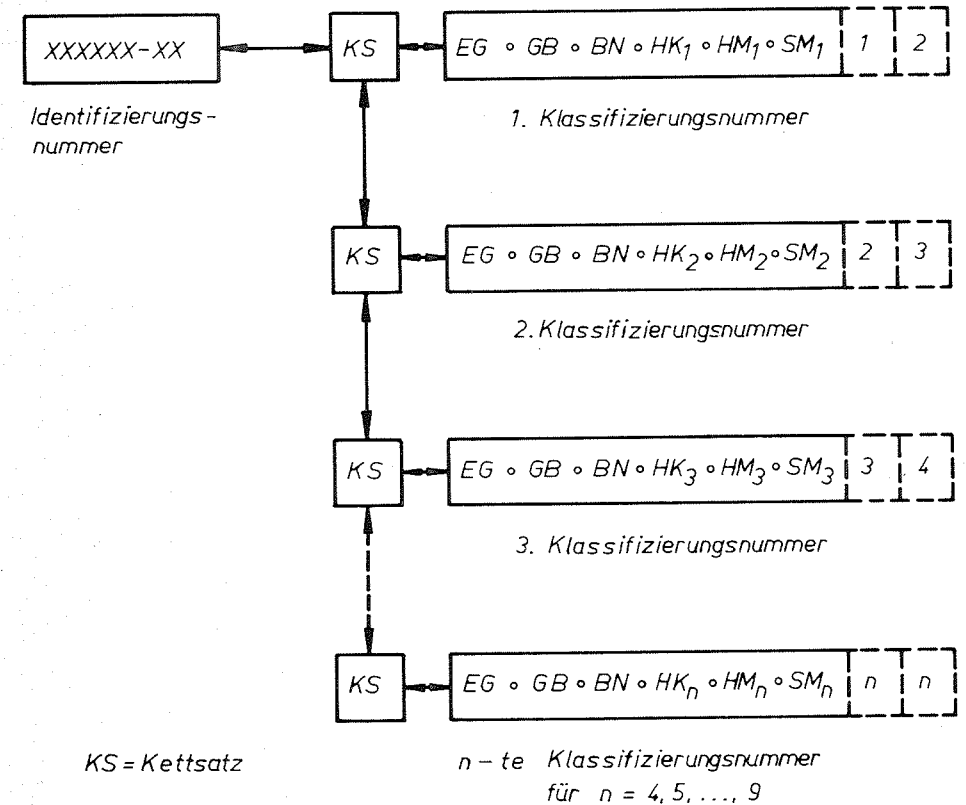 XXXXXX-XX KS EG ∘ GB ∘ BN ∘ HK₁ ∘ HM₁ ∘ SM₁ 1 2
Identifizierungs-
nummer
1. Klassifizierungsnummer
KS EG ∘ GB ∘ BN ∘ HK₂ ∘ HM₂ ∘ SM₂ 2 3
2. Klassifizierungsnummer
KS EG ∘ GB ∘ BN ∘ HK₃ ∘ HM₃ ∘ SM₃ 3 4
3. Klassifizierungsnummer
KS EG ∘ GB ∘ BN ∘ HKₙ ∘ HMₙ ∘ SMₙ n n
KS = Kettsatz
n-te Klassifizierungsnummer
für n = 4, 5, ..., 9